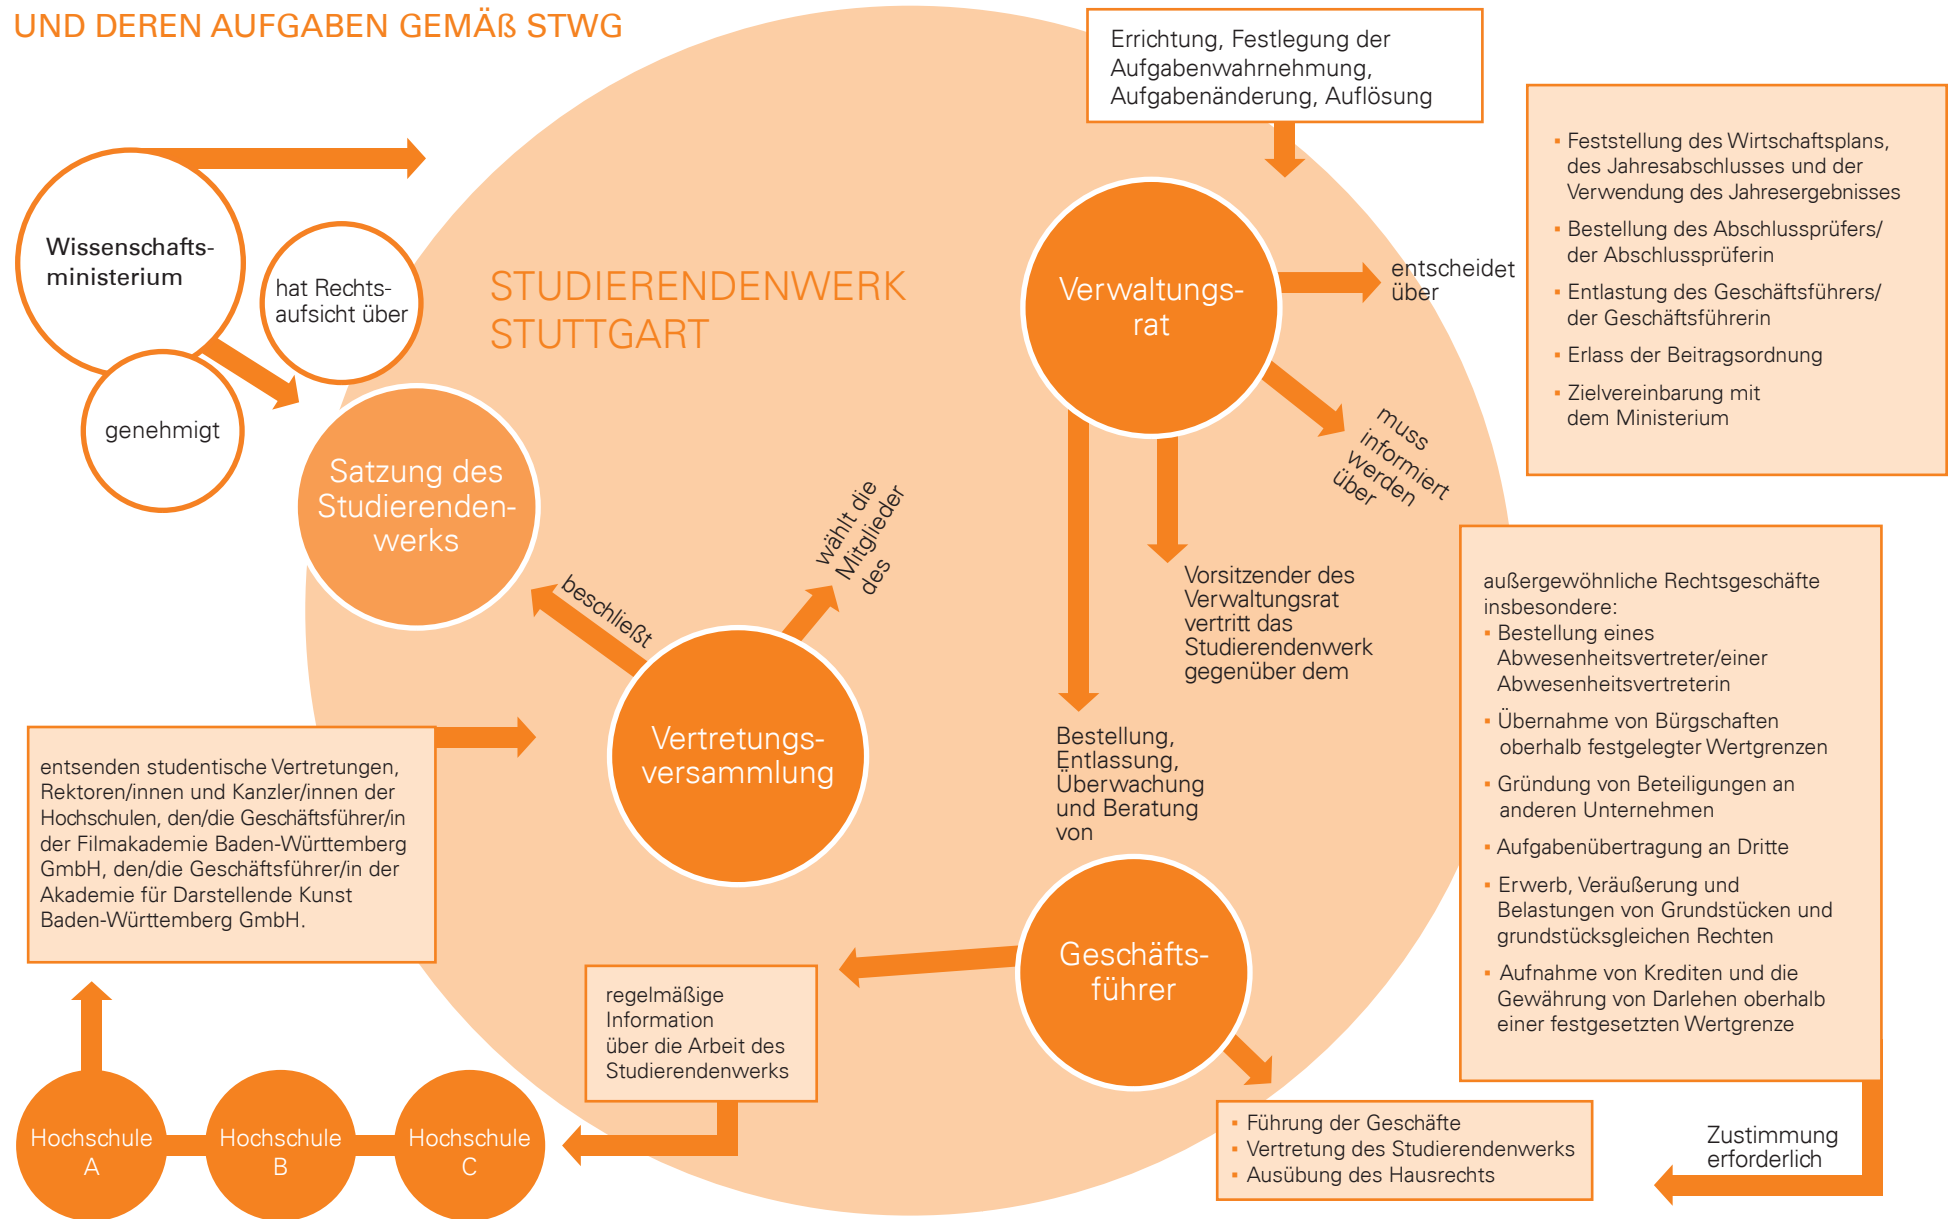 UND DEREN AUFGABEN GEMÄß STWG
Errichtung, Festlegung der
Aufgabenwahrnehmung,
Aufgabenänderung, Auflösung
Wissenschafts-
ministerium
hat Rechts-
aufsicht über
genehmigt
STUDIERENDENWERK
STUTTGART
Satzung des
Studierenden-
werks
Verwaltungs-
rat
entscheidet
über
▪ Feststellung des Wirtschaftsplans,
des Jahresabschlusses und der
Verwendung des Jahresergebnisses
▪ Bestellung des Abschlussprüfers/
der Abschlussprüferin
▪ Entlastung des Geschäftsführers/
der Geschäftsführerin
▪ Erlass der Beitragsordnung
▪ Zielvereinbarung mit
dem Ministerium
muss
informiert
werden
über
wählt die
Mitglieder
des
beschließt
Vertretungs-
versammlung
Vorsitzender des
Verwaltungsrat
vertritt das
Studierendenwerk
gegenüber dem
Bestellung,
Entlassung,
Überwachung
und Beratung
von
außergewöhnliche Rechtsgeschäfte
insbesondere:
▪ Bestellung eines
Abwesenheitsvertreter/einer
Abwesenheitsvertreterin
▪ Übernahme von Bürgschaften
oberhalb festgelegter Wertgrenzen
▪ Gründung von Beteiligungen an
anderen Unternehmen
▪ Aufgabenübertragung an Dritte
▪ Erwerb, Veräußerung und
Belastungen von Grundstücken und
grundstücksgleichen Rechten
▪ Aufnahme von Krediten und die
Gewährung von Darlehen oberhalb
einer festgesetzten Wertgrenze
entsenden studentische Vertretungen,
Rektoren/innen und Kanzler/innen der
Hochschulen, den/die Geschäftsführer/in
der Filmakademie Baden-Württemberg
GmbH, den/die Geschäftsführer/in der
Akademie für Darstellende Kunst
Baden-Württemberg GmbH.
Geschäfts-
führer
regelmäßige
Information
über die Arbeit des
Studierendenwerks
Hochschule
A
Hochschule
B
Hochschule
C
▪ Führung der Geschäfte
▪ Vertretung des Studierendenwerks
▪ Ausübung des Hausrechts
Zustimmung
erforderlich